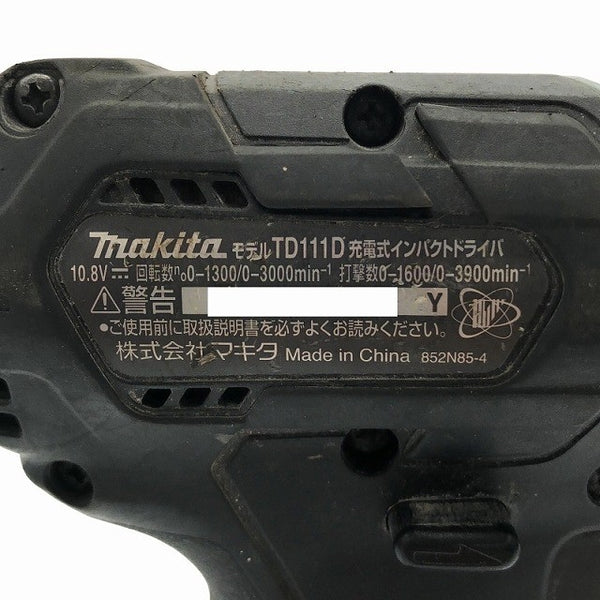 makita モデルTD111D 充電式インパクトドライバ
10.8V⎓ 回転数n₀0-1300/0-3000min⁻¹ 打撃数0-1600/0-3900min⁻¹
⚠警告 Y
●ご使用前に取扱説明書を必ずよくお読みください。
株式会社マキタ Made in China 852N85-4